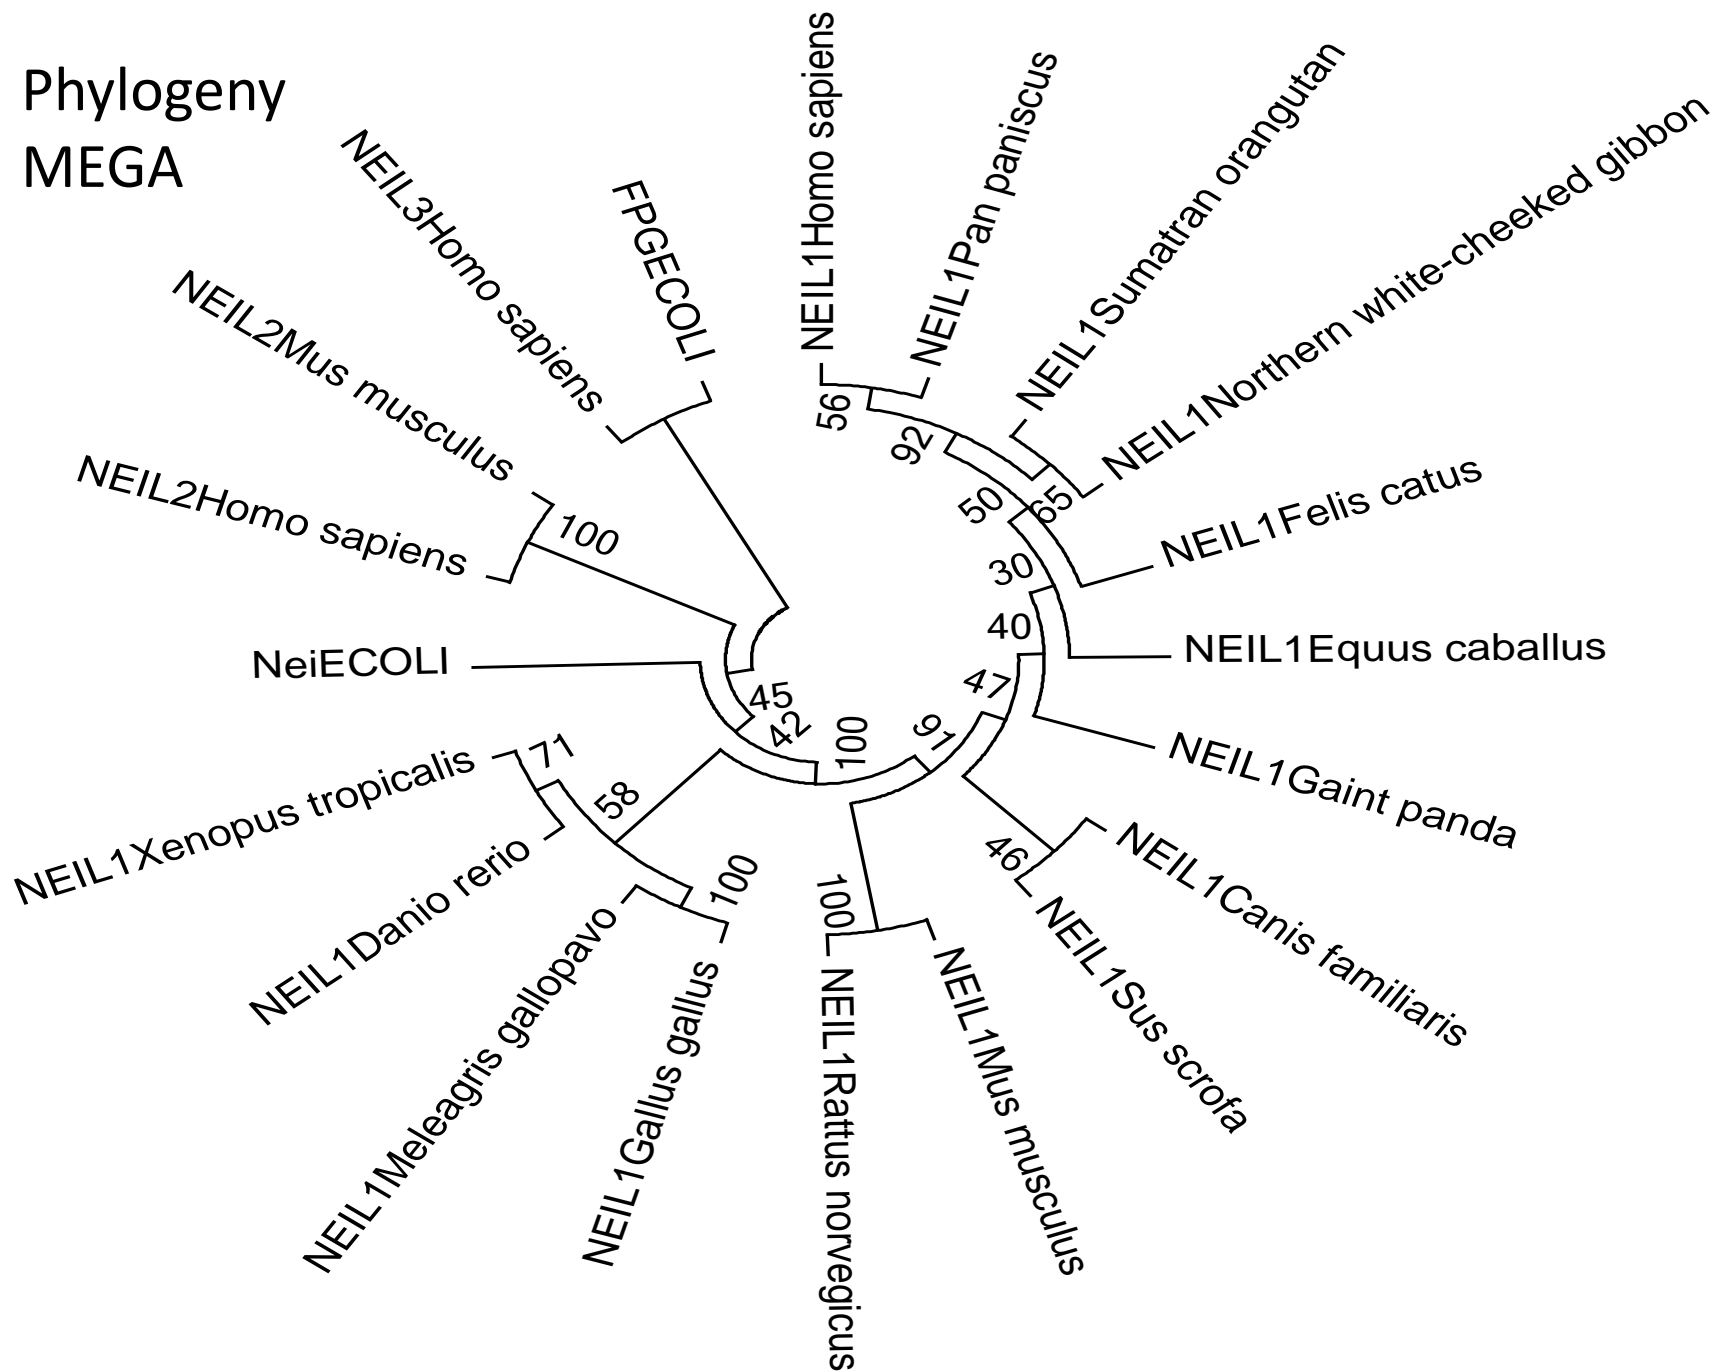 Phylogeny
MEGA
NEIL1Homo sapiens
NEIL1Pan paniscus
NEIL1Sumatran orangutan
NEIL1Northern white-cheeked gibbon
NEIL1Felis catus
NEIL1Equus caballus
NEIL1Gaint panda
NEIL1Canis familiaris
NEIL1Sus scrofa
NEIL1Mus musculus
NEIL1Rattus norvegicus
NEIL1Gallus gallus
NEIL1Meleagris gallopavo
NEIL1Danio rerio
NEIL1Xenopus tropicalis
NeiECOLI
NEIL2Homo sapiens
NEIL2Mus musculus
NEIL3Homo sapiens
FPGECOLI
56
92
65
50
30
40
47
46
91
100
100
100
58
71
42
45
100